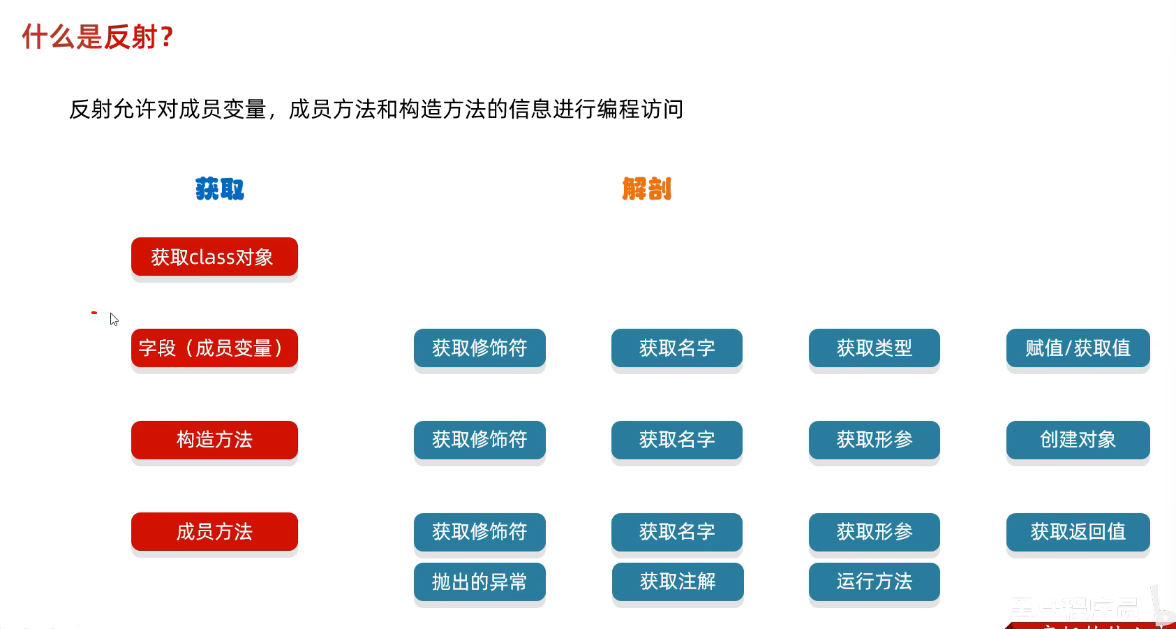 什么是反射?
反射允许对成员变量，成员方法和构造方法的信息进行编程访问
获取 解剖
获取class对象
字段（成员变量） 获取修饰符 获取名字 获取类型 赋值/获取值
构造方法 获取修饰符 获取名字 获取形参 创建对象
成员方法 获取修饰符 获取名字 获取形参 获取返回值
抛出的异常 获取注解 运行方法